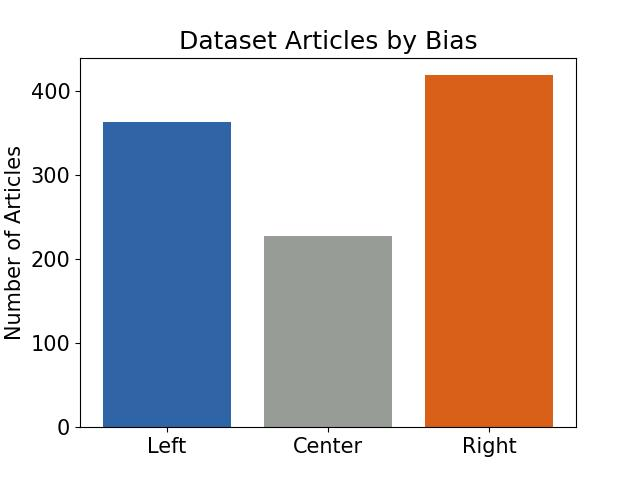 Dataset Articles by Bias
Number of Articles
400
300
200
100
0
Left Center Right